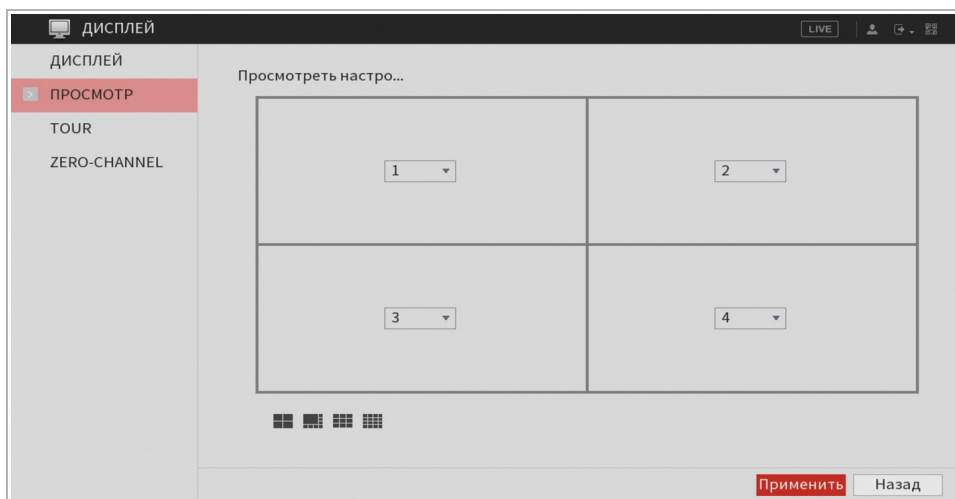 ДИСПЛЕЙ
LIVE
ДИСПЛЕЙ
ПРОСМОТР
TOUR
ZERO-CHANNEL
Просмотреть настро...
1
2
3
4
Применить
Назад